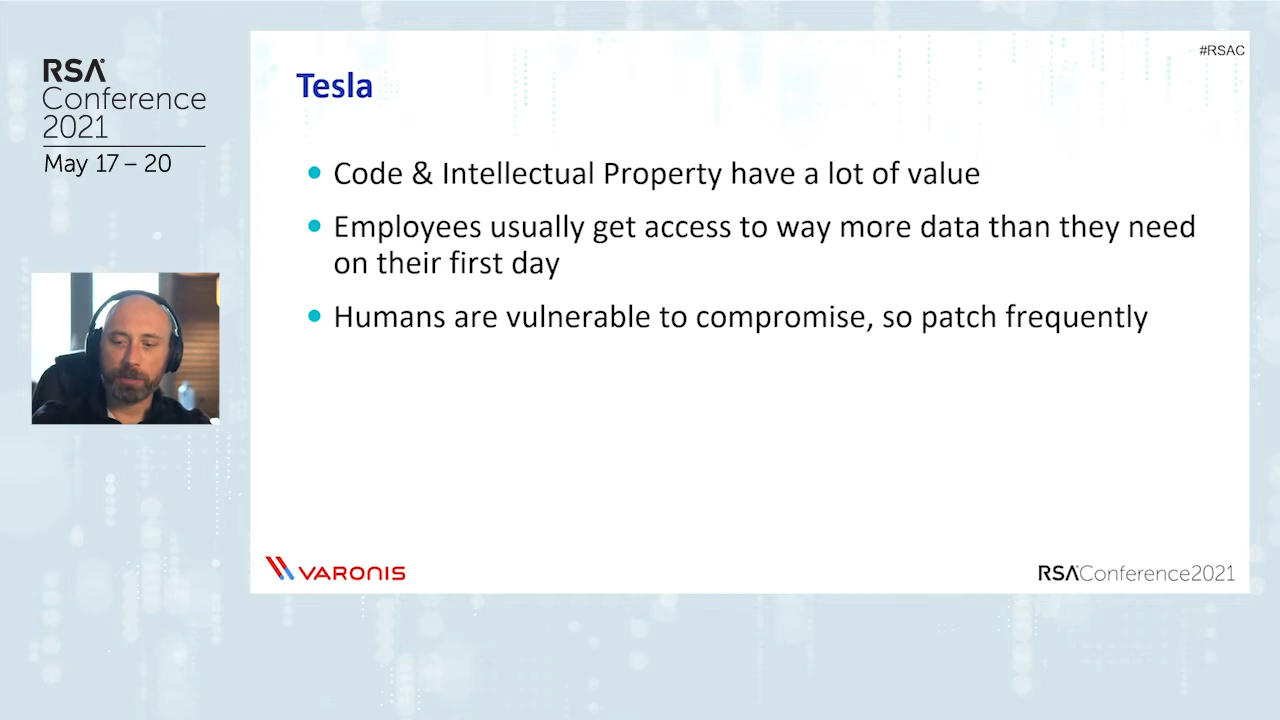 RSA
Conference
2021
May 17 – 20
#RSAC
Tesla
• Code & Intellectual Property have a lot of value
• Employees usually get access to way more data than they need
on their first day
• Humans are vulnerable to compromise, so patch frequently
VARONIS
RSAConference2021